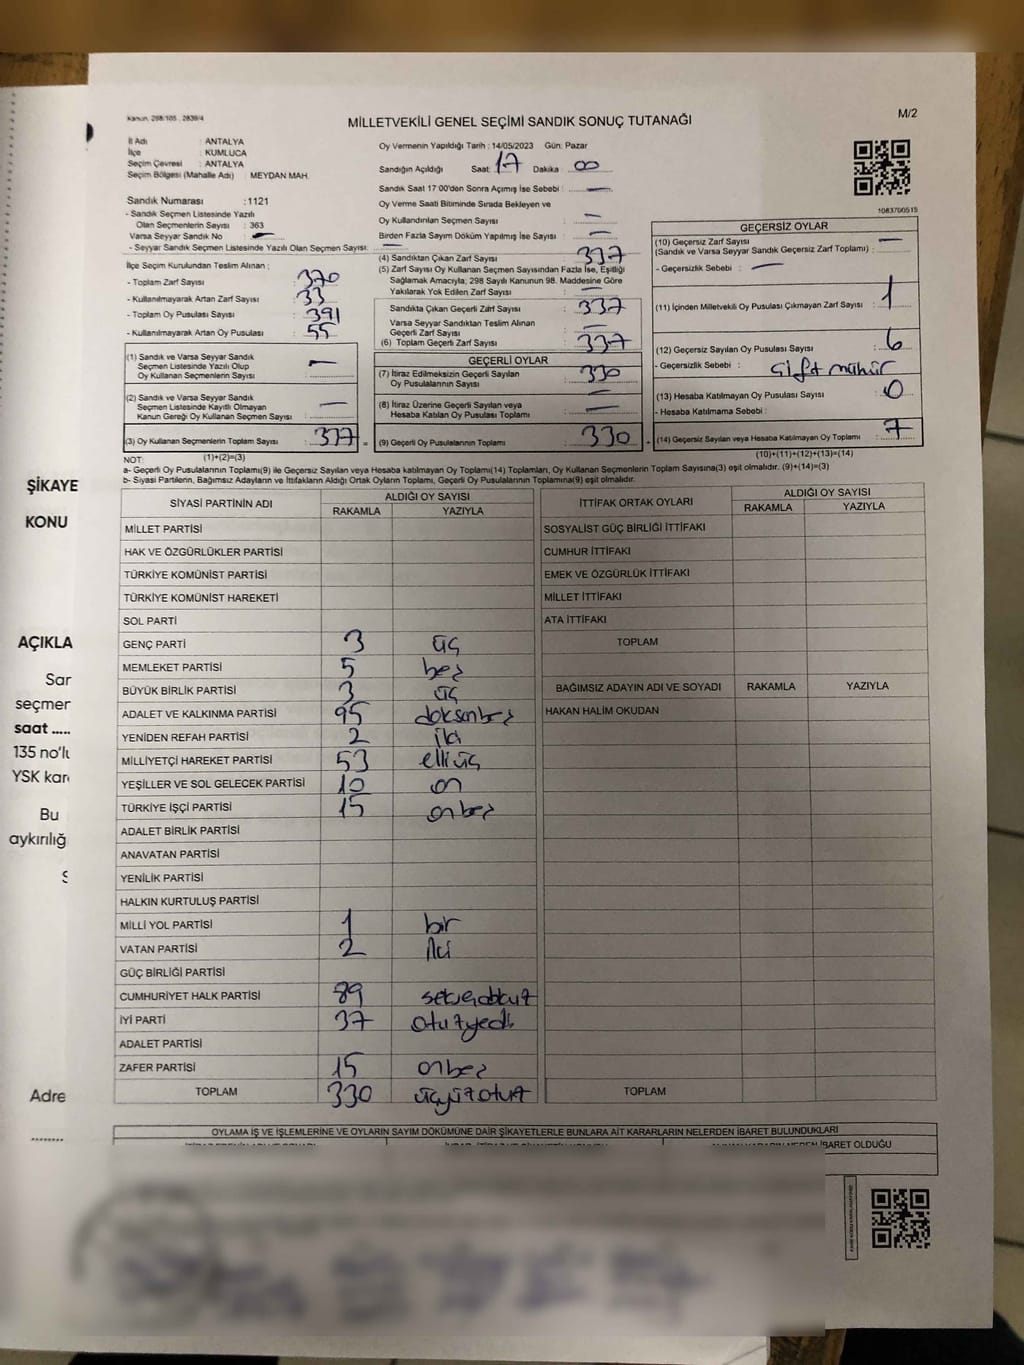 Kanun, 298/105 , 2839/4
MİLLETVEKİLİ GENEL SEÇİMİ SANDIK SONUÇ TUTANAĞI
M/2
İl Adı : ANTALYA
İlçe : KUMLUCA
Seçim Çevresi : ANTALYA
Seçim Bölgesi (Mahalle Adı) : MEYDAN MAH.
Oy Vermenin Yapıldığı Tarih : 14/05/2023 Gün: Pazar
Sandığın Açıldığı Saat: 17 Dakika : 00
Sandık Saat 17 00'den Sonra Açımış İse Sebebi : —
Oy Verme Saati Bitiminde Sırada Bekleyen ve
Oy Kullandırılan Seçmen Sayısı : —
Birden Fazla Sayım Döküm Yapılmış İse Sayısı : —
1083700515
Sandık Numarası : 1121
- Sandık Seçmen Listesinde Yazılı
Olan Seçmenlerin Sayısı : 363
Varsa Seyyar Sandık No : —
- Seyyar Sandık Seçmen Listesinde Yazılı Olan Seçmen Sayısı: —
İlçe Seçim Kurulundan Teslim Alınan :
- Toplam Zarf Sayısı : 370
- Kullanılmayarak Artan Zarf Sayısı : 33
- Toplam Oy Pusulası Sayısı : 391
- Kullanılmayarak Artan Oy Pusulası : 55
(1) Sandık ve Varsa Seyyar Sandık
Seçmen Listesinde Yazılı Olup
Oy Kullanan Seçmenlerin Sayısı : —
(2) Sandık ve Varsa Seyyar Sandık
Seçmen Listesinde Kayıtlı Olmayan
Kanun Gereği Oy Kullanan Seçmen Sayısı : —
(3) Oy Kullanan Seçmenlerin Toplam Sayısı : 337 =
(4) Sandıktan Çıkan Zarf Sayısı : 337
(5) Zarf Sayısı Oy Kullanan Seçmen Sayısından Fazla İse, Eşitliği
Sağlamak Amacıyla; 298 Sayılı Kanunun 98. Maddesine Göre
Yakılarak Yok Edilen Zarf Sayısı : —
Sandıkta Çıkan Geçerli Zarf Sayısı : 337
Varsa Seyyar Sandıktan Teslim Alınan
Geçerli Zarf Sayısı : —
(6) Toplam Geçerli Zarf Sayısı : 337
GEÇERLİ OYLAR
(7) İtiraz Edilmeksizin Geçerli Sayılan
Oy Pusulalarının Sayısı : 330
(8) İtiraz Üzerine Geçerli Sayılan veya
Hesaba Katılan Oy Pusulası Toplamı : —
(9) Geçerli Oy Pusulalarının Toplamı : 330
GEÇERSİZ OYLAR
(10) Geçersiz Zarf Sayısı : —
(Sandık ve Varsa Seyyar Sandık Geçersiz Zarf Toplamı)
- Geçersizlik Sebebi : —
(11) İçinden Milletvekili Oy Pusulası Çıkmayan Zarf Sayısı : 1
(12) Geçersiz Sayılan Oy Pusulası Sayısı : 6
- Geçersizlik Sebebi : Çift mühür
(13) Hesaba Katılmayan Oy Pusulası Sayısı : 0
- Hesaba Katılmama Sebebi :
(14) Geçersiz Sayılan veya Hesaba Katılmayan Oy Toplamı : 7
NOT: (1)+(2)=(3) (10)+(11)+(12)+(13)=(14)
a- Geçerli Oy Pusulalarının Toplamı(9) ile Geçersiz Sayılan veya Hesaba katılmayan Oy Toplamı(14) Toplamları, Oy Kullanan Seçmenlerin Toplam Sayısına(3) eşit olmalıdır. (9)+(14)=(3)
b- Siyasi Partilerin, Bağımsız Adayların ve İttifakların Aldığı Ortak Oyların Toplamı, Geçerli Oy Pusulalarının Toplamına(9) eşit olmalıdır.
SİYASİ PARTİNİN ADI ALDIĞI OY SAYISI
RAKAMLA YAZIYLA
MİLLET PARTİSİ
HAK VE ÖZGÜRLÜKLER PARTİSİ
TÜRKİYE KOMÜNİST PARTİSİ
TÜRKİYE KOMÜNİST HAREKETİ
SOL PARTİ
GENÇ PARTİ 3 üç
MEMLEKET PARTİSİ 5 beş
BÜYÜK BİRLİK PARTİSİ 3 üç
ADALET VE KALKINMA PARTİSİ 95 doksanbeş
YENİDEN REFAH PARTİSİ 2 iki
MİLLİYETÇİ HAREKET PARTİSİ 53 elliüç
YEŞİLLER VE SOL GELECEK PARTİSİ 10 on
TÜRKİYE İŞÇİ PARTİSİ 15 onbeş
ADALET BİRLİK PARTİSİ
ANAVATAN PARTİSİ
YENİLİK PARTİSİ
HALKIN KURTULUŞ PARTİSİ
MİLLİ YOL PARTİSİ 1 bir
VATAN PARTİSİ 2 iki
GÜÇ BİRLİĞİ PARTİSİ
CUMHURİYET HALK PARTİSİ 89 seksendokuz
İYİ PARTİ 37 otuzyedi
ADALET PARTİSİ
ZAFER PARTİSİ 15 onbeş
TOPLAM 330 üçyüzotuz
İTTİFAK ORTAK OYLARI ALDIĞI OY SAYISI
RAKAMLA YAZIYLA
SOSYALİST GÜÇ BİRLİĞİ İTTİFAKI
CUMHUR İTTİFAKI
EMEK VE ÖZGÜRLÜK İTTİFAKI
MİLLET İTTİFAKI
ATA İTTİFAKI
TOPLAM
BAĞIMSIZ ADAYIN ADI VE SOYADI RAKAMLA YAZIYLA
HAKAN HALİM OKUDAN
TOPLAM
OYLAMA İŞ VE İŞLEMLERİNE VE OYLARIN SAYIM DÖKÜMÜNE DAİR ŞİKAYETLERLE BUNLARA AİT KARARLARIN NELERDEN İBARET BULUNDUKLARI
İBARET OLDUĞU
ŞİKAYE
KONU
AÇIKLA
Sar
seçmer
saat .....
135 no'lu
YSK kar
Bu
aykırılığ
Adre
........